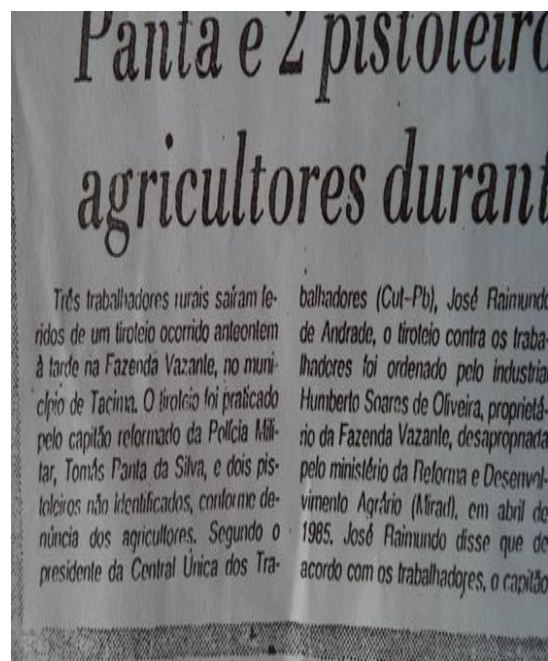 Panta e 2 pistoleiro
agricultores durant
Três trabalhadores rurais saíram fe-
ridos de um tiroteio ocorrido anteontem
à tarde na Fazenda Vazante, no muni-
cípio de Tacima. O tiroteio foi praticado
pelo capitão reformado da Polícia Mili-
tar, Tomás Panta da Silva, e dois pis-
toleiros não identificados, conforme de-
núncia dos agricultores. Segundo o
presidente da Central Única dos Tra-
balhadores (Cut-Pb), José Raimundo
de Andrade, o tiroteio contra os traba-
lhadores foi ordenado pelo industrial
Humberto Soares de Oliveira, proprietá-
rio da Fazenda Vazante, desapropriada
pelo ministério da Reforma e Desenvol-
vimento Agrário (Mirad), em abril de
1985. José Raimundo disse que de
acordo com os trabalhadores, o capitão